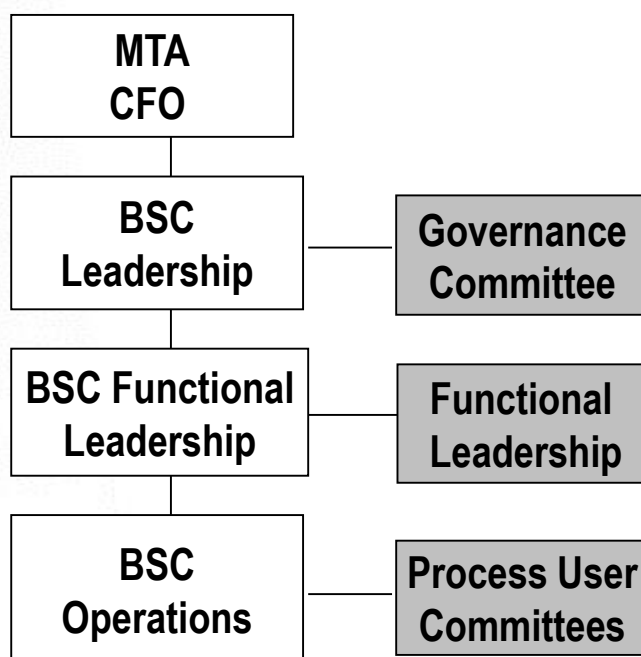 MTA
CFO
BSC
Leadership
Governance
Committee
BSC Functional
Leadership
Functional
Leadership
BSC
Operations
Process User
Committees